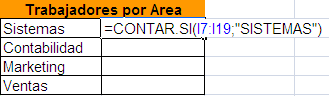 Trabajadores por Area
Sistemas =CONTAR.SI(I7:I19;"SISTEMAS")
Contabilidad
Marketing
Ventas